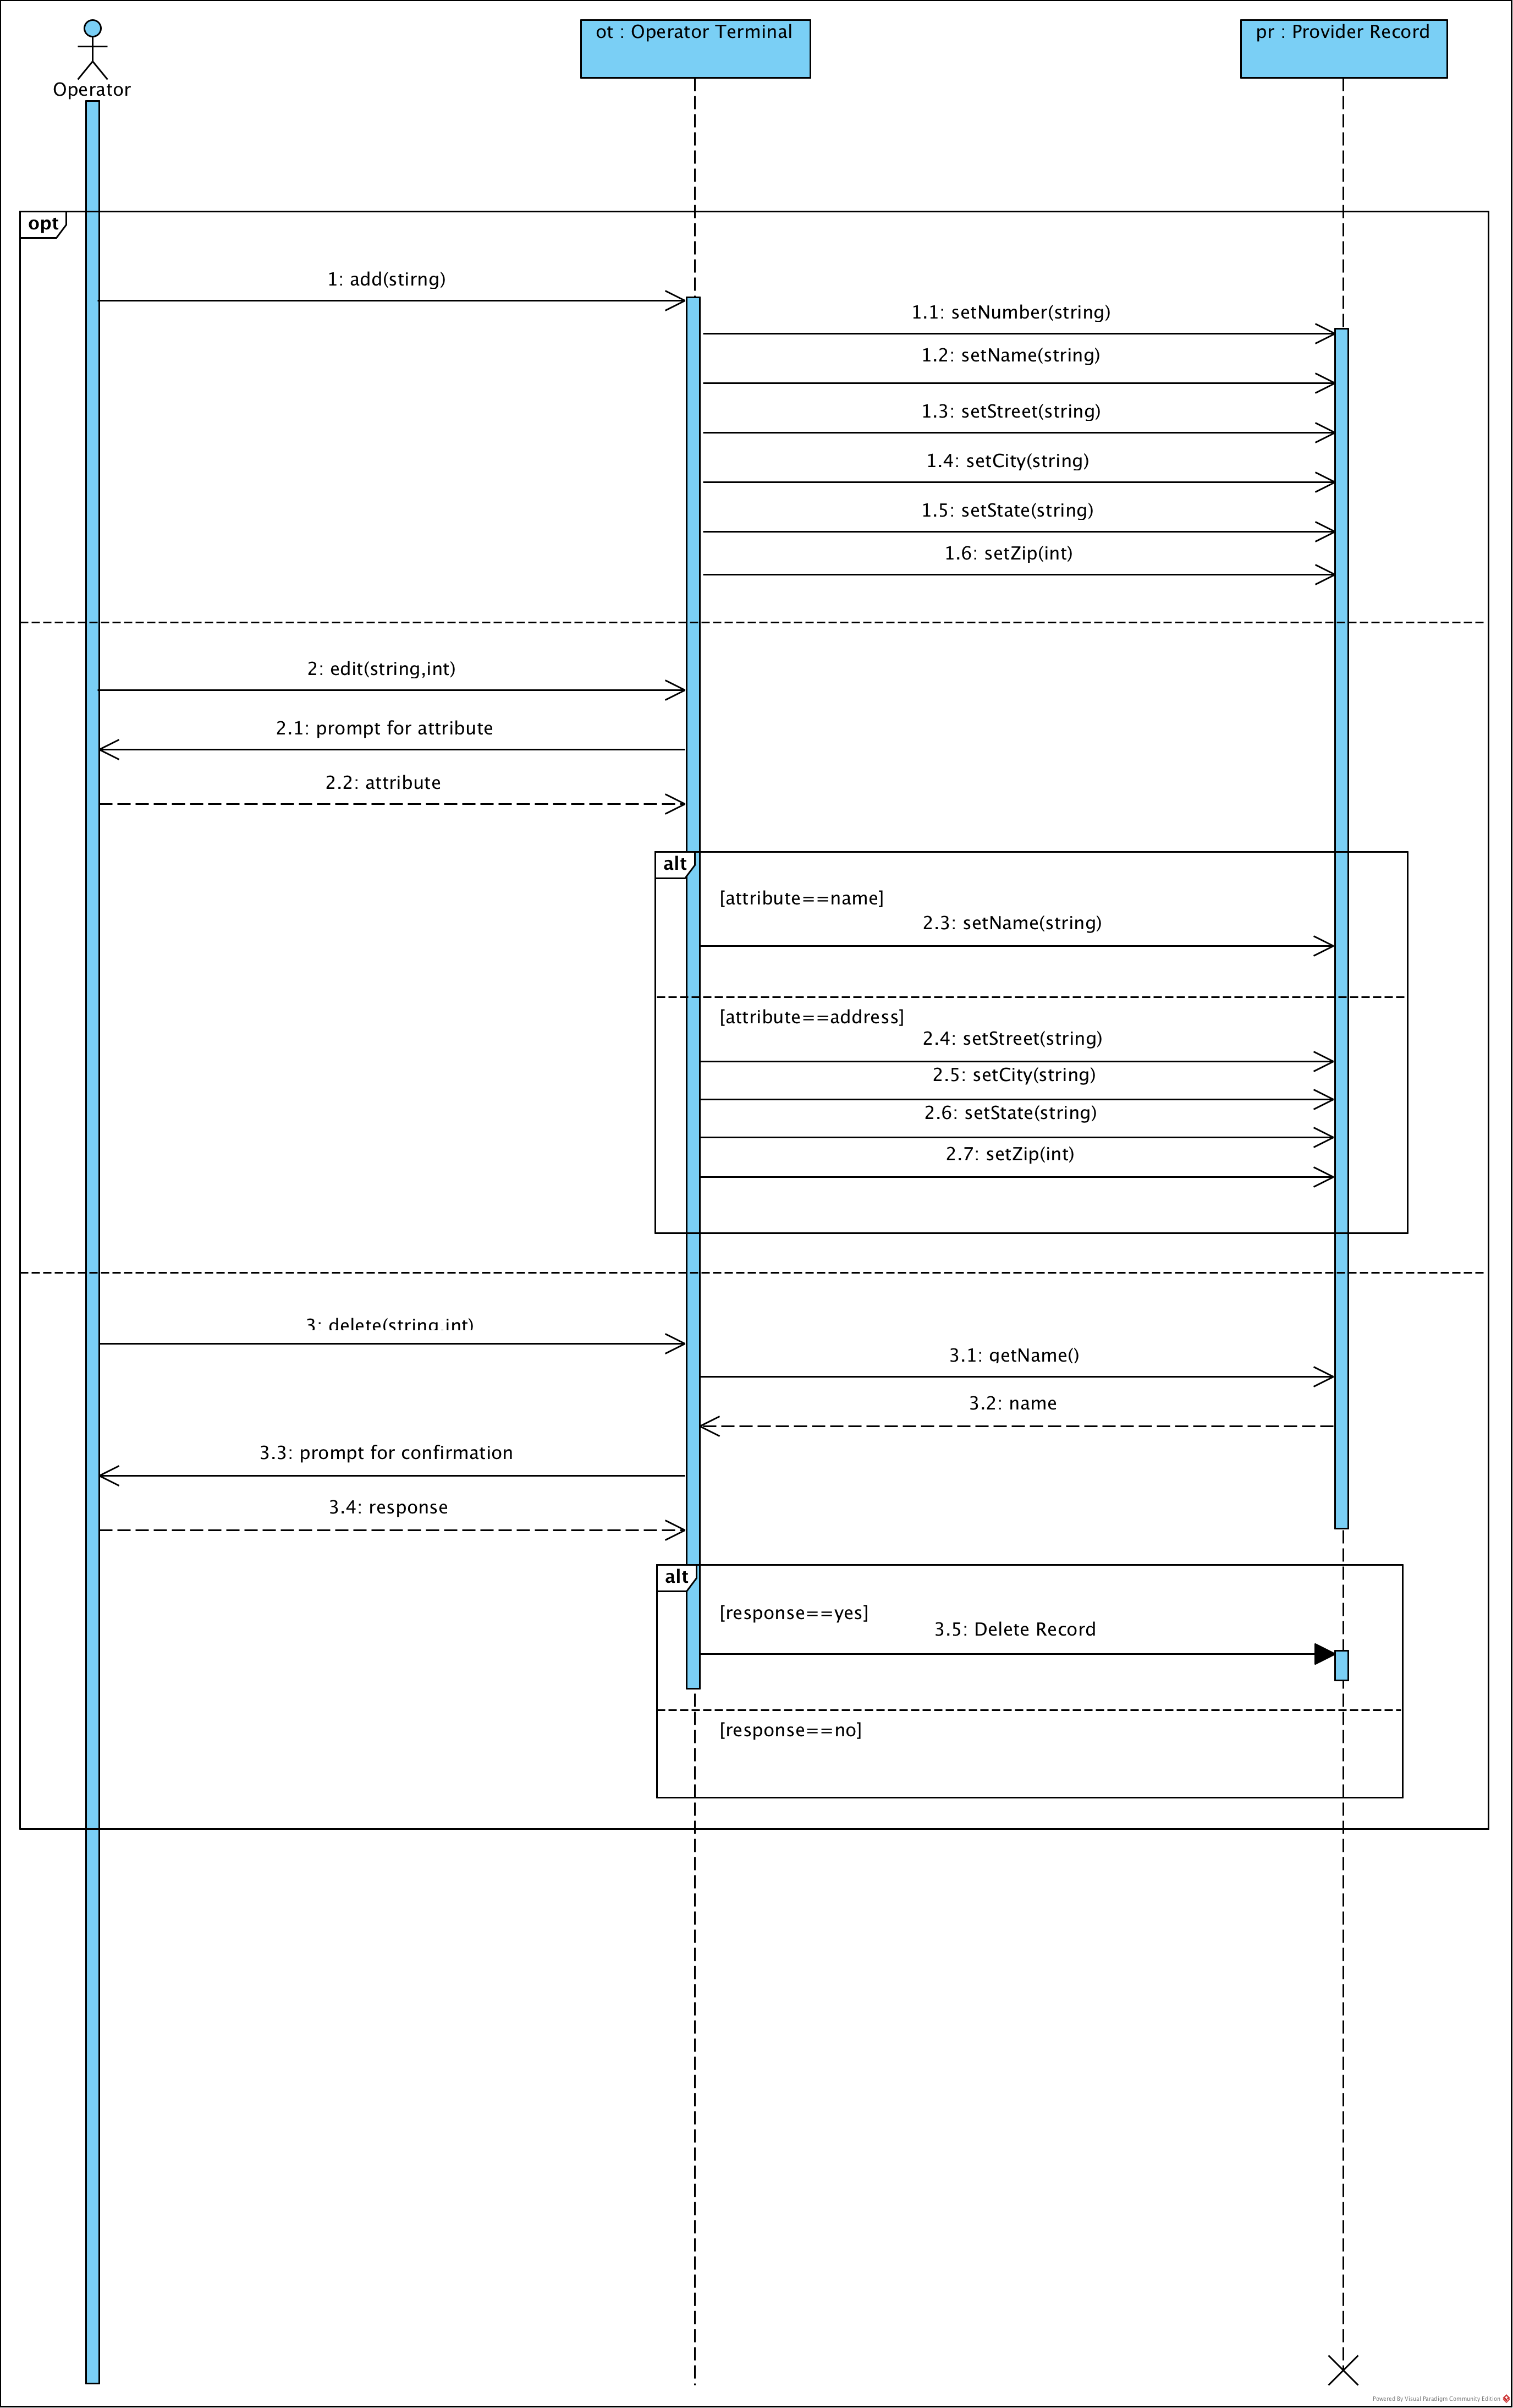 Operator
ot : Operator Terminal
pr : Provider Record
opt
1: add(stirng)
1.1: setNumber(string)
1.2: setName(string)
1.3: setStreet(string)
1.4: setCity(string)
1.5: setState(string)
1.6: setZip(int)
2: edit(string,int)
2.1: prompt for attribute
2.2: attribute
alt
[attribute==name]
2.3: setName(string)
[attribute==address]
2.4: setStreet(string)
2.5: setCity(string)
2.6: setState(string)
2.7: setZip(int)
3: delete(string,int)
3.1: getName()
3.2: name
3.3: prompt for confirmation
3.4: response
alt
[response==yes]
3.5: Delete Record
[response==no]
Powered By Visual Paradigm Community Edition